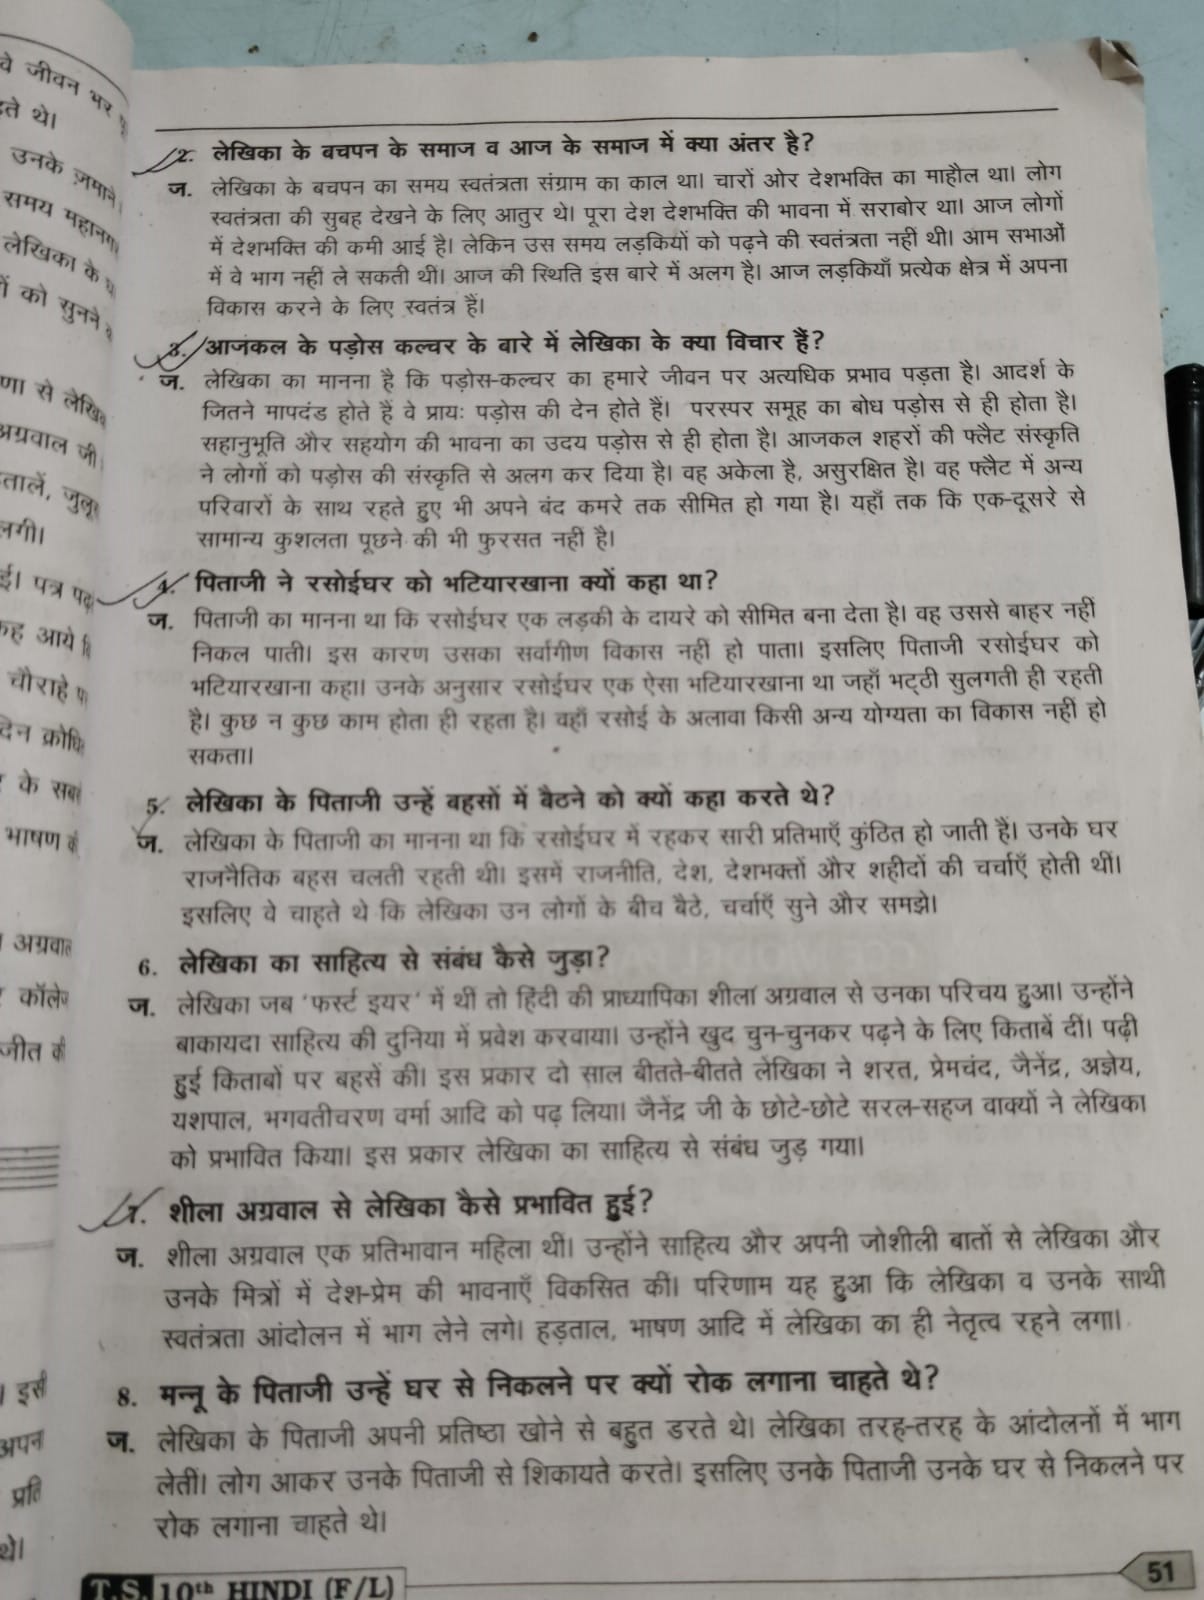 वे जीवन भर
ते थे।
उनके ज़माने
समय महानग
लेखिका के
को सुनने
णा से लेखि
अग्रवाल जी
तालें, जुलू
लगी।
ई। पत्र पढ़
कह आये
चौराहे
देन क्रोधि
के सब
भाषण
अग्रवाल
कॉलेज
जीत की
इसी
अपन
प्रति
थे।
2. लेखिका के बचपन के समाज व आज के समाज में क्या अंतर है?
ज. लेखिका के बचपन का समय स्वतंत्रता संग्राम का काल था। चारों ओर देशभक्ति का माहौल था। लोग
स्वतंत्रता की सुबह देखने के लिए आतुर थे। पूरा देश देशभक्ति की भावना में सराबोर था। आज लोगों
में देशभक्ति की कमी आई है। लेकिन उस समय लड़कियों को पढ़ने की स्वतंत्रता नहीं थी। आम सभाओं
में वे भाग नहीं ले सकती थीं। आज की स्थिति इस बारे में अलग है। आज लड़कियाँ प्रत्येक क्षेत्र में अपना
विकास करने के लिए स्वतंत्र हैं।
3. आजकल के पड़ोस कल्चर के बारे में लेखिका के क्या विचार हैं?
ज. लेखिका का मानना है कि पड़ोस-कल्चर का हमारे जीवन पर अत्यधिक प्रभाव पड़ता है। आदर्श के
जितने मापदंड होते हैं वे प्रायः पड़ोस की देन होते हैं। परस्पर समूह का बोध पड़ोस से ही होता है।
सहानुभूति और सहयोग की भावना का उदय पड़ोस से ही होता है। आजकल शहरों की फ्लैट संस्कृति
ने लोगों को पड़ोस की संस्कृति से अलग कर दिया है। वह अकेला है, असुरक्षित है। वह फ्लैट में अन्य
परिवारों के साथ रहते हुए भी अपने बंद कमरे तक सीमित हो गया है। यहाँ तक कि एक-दूसरे से
सामान्य कुशलता पूछने की भी फुरसत नहीं है।
4. पिताजी ने रसोईघर को भटियारखाना क्यों कहा था?
ज. पिताजी का मानना था कि रसोईघर एक लड़की के दायरे को सीमित बना देता है। वह उससे बाहर नहीं
निकल पाती। इस कारण उसका सर्वांगीण विकास नहीं हो पाता। इसलिए पिताजी रसोईघर को
भटियारखाना कहा। उनके अनुसार रसोईघर एक ऐसा भटियारखाना था जहाँ भट्ठी सुलगती ही रहती
है। कुछ न कुछ काम होता ही रहता है। वहाँ रसोई के अलावा किसी अन्य योग्यता का विकास नहीं हो
सकता।
5. लेखिका के पिताजी उन्हें बहसों में बैठने को क्यों कहा करते थे?
ज. लेखिका के पिताजी का मानना था कि रसोईघर में रहकर सारी प्रतिभाएँ कुंठित हो जाती हैं। उनके घर
राजनैतिक बहस चलती रहती थी। इसमें राजनीति, देश, देशभक्तों और शहीदों की चर्चाएँ होती थीं।
इसलिए वे चाहते थे कि लेखिका उन लोगों के बीच बैठे, चर्चाएँ सुने और समझे।
6. लेखिका का साहित्य से संबंध कैसे जुड़ा?
ज. लेखिका जब 'फर्स्ट इयर' में थीं तो हिंदी की प्राध्यापिका शीला अग्रवाल से उनका परिचय हुआ। उन्होंने
बाकायदा साहित्य की दुनिया में प्रवेश करवाया। उन्होंने खुद चुन-चुनकर पढ़ने के लिए किताबें दीं। पढ़ी
हुई किताबों पर बहसें की। इस प्रकार दो साल बीतते-बीतते लेखिका ने शरत, प्रेमचंद, जैनेंद्र, अज्ञेय,
यशपाल, भगवतीचरण वर्मा आदि को पढ़ लिया। जैनेंद्र जी के छोटे-छोटे सरल-सहज वाक्यों ने लेखिका
को प्रभावित किया। इस प्रकार लेखिका का साहित्य से संबंध जुड़ गया।
7. शीला अग्रवाल से लेखिका कैसे प्रभावित हुई?
ज. शीला अग्रवाल एक प्रतिभावान महिला थीं। उन्होंने साहित्य और अपनी जोशीली बातों से लेखिका और
उनके मित्रों में देश-प्रेम की भावनाएँ विकसित कीं। परिणाम यह हुआ कि लेखिका व उनके साथी
स्वतंत्रता आंदोलन में भाग लेने लगे। हड़ताल, भाषण आदि में लेखिका का ही नेतृत्व रहने लगा।
8. मन्नू के पिताजी उन्हें घर से निकलने पर क्यों रोक लगाना चाहते थे?
ज. लेखिका के पिताजी अपनी प्रतिष्ठा खोने से बहुत डरते थे। लेखिका तरह-तरह के आंदोलनों में भाग
लेतीं। लोग आकर उनके पिताजी से शिकायते करते। इसलिए उनके पिताजी उनके घर से निकलने पर
रोक लगाना चाहते थे।
T.S. 10th HINDI (F/L) 51